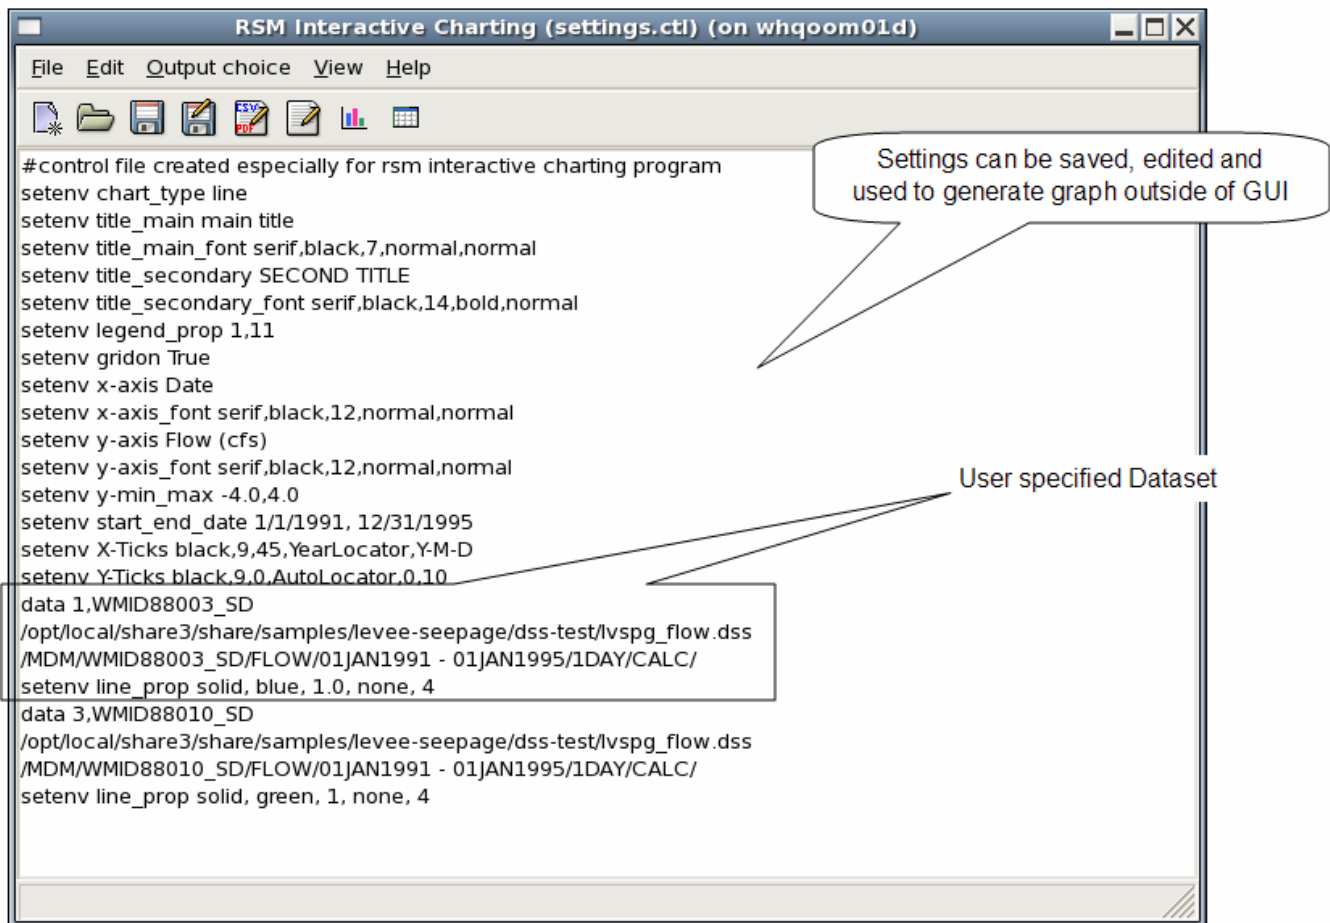 RSM Interactive Charting (settings.ctl) (on whqoom01d)
File Edit Output choice View Help
CSV
PDF
#control file created especially for rsm interactive charting program
setenv chart_type line
setenv title_main main title
setenv title_main_font serif,black,7,normal,normal
setenv title_secondary SECOND TITLE
setenv title_secondary_font serif,black,14,bold,normal
setenv legend_prop 1,11
setenv gridon True
setenv x-axis Date
setenv x-axis_font serif,black,12,normal,normal
setenv y-axis Flow (cfs)
setenv y-axis_font serif,black,12,normal,normal
setenv y-min_max -4.0,4.0
setenv start_end_date 1/1/1991, 12/31/1995
setenv X-Ticks black,9,45,YearLocator,Y-M-D
setenv Y-Ticks black,9,0,AutoLocator,0,10
data 1,WMID88003_SD
/opt/local/share3/share/samples/levee-seepage/dss-test/lvspg_flow.dss
/MDM/WMID88003_SD/FLOW/01JAN1991 - 01JAN1995/1DAY/CALC/
setenv line_prop solid, blue, 1.0, none, 4
data 3,WMID88010_SD
/opt/local/share3/share/samples/levee-seepage/dss-test/lvspg_flow.dss
/MDM/WMID88010_SD/FLOW/01JAN1991 - 01JAN1995/1DAY/CALC/
setenv line_prop solid, green, 1, none, 4
Settings can be saved, edited and
used to generate graph outside of GUI
User specified Dataset